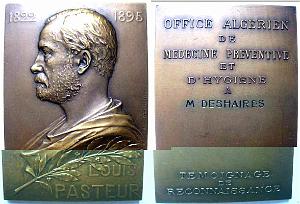 1822 1895
LOUIS
PASTEUR
OFFICE ALGERIEN
DE
MEDECINE PREVENTIVE
ET
D'HYGIENE
A
M DESHAIRES
TEMOIGNAGE
DE
RECONNAISSANCE